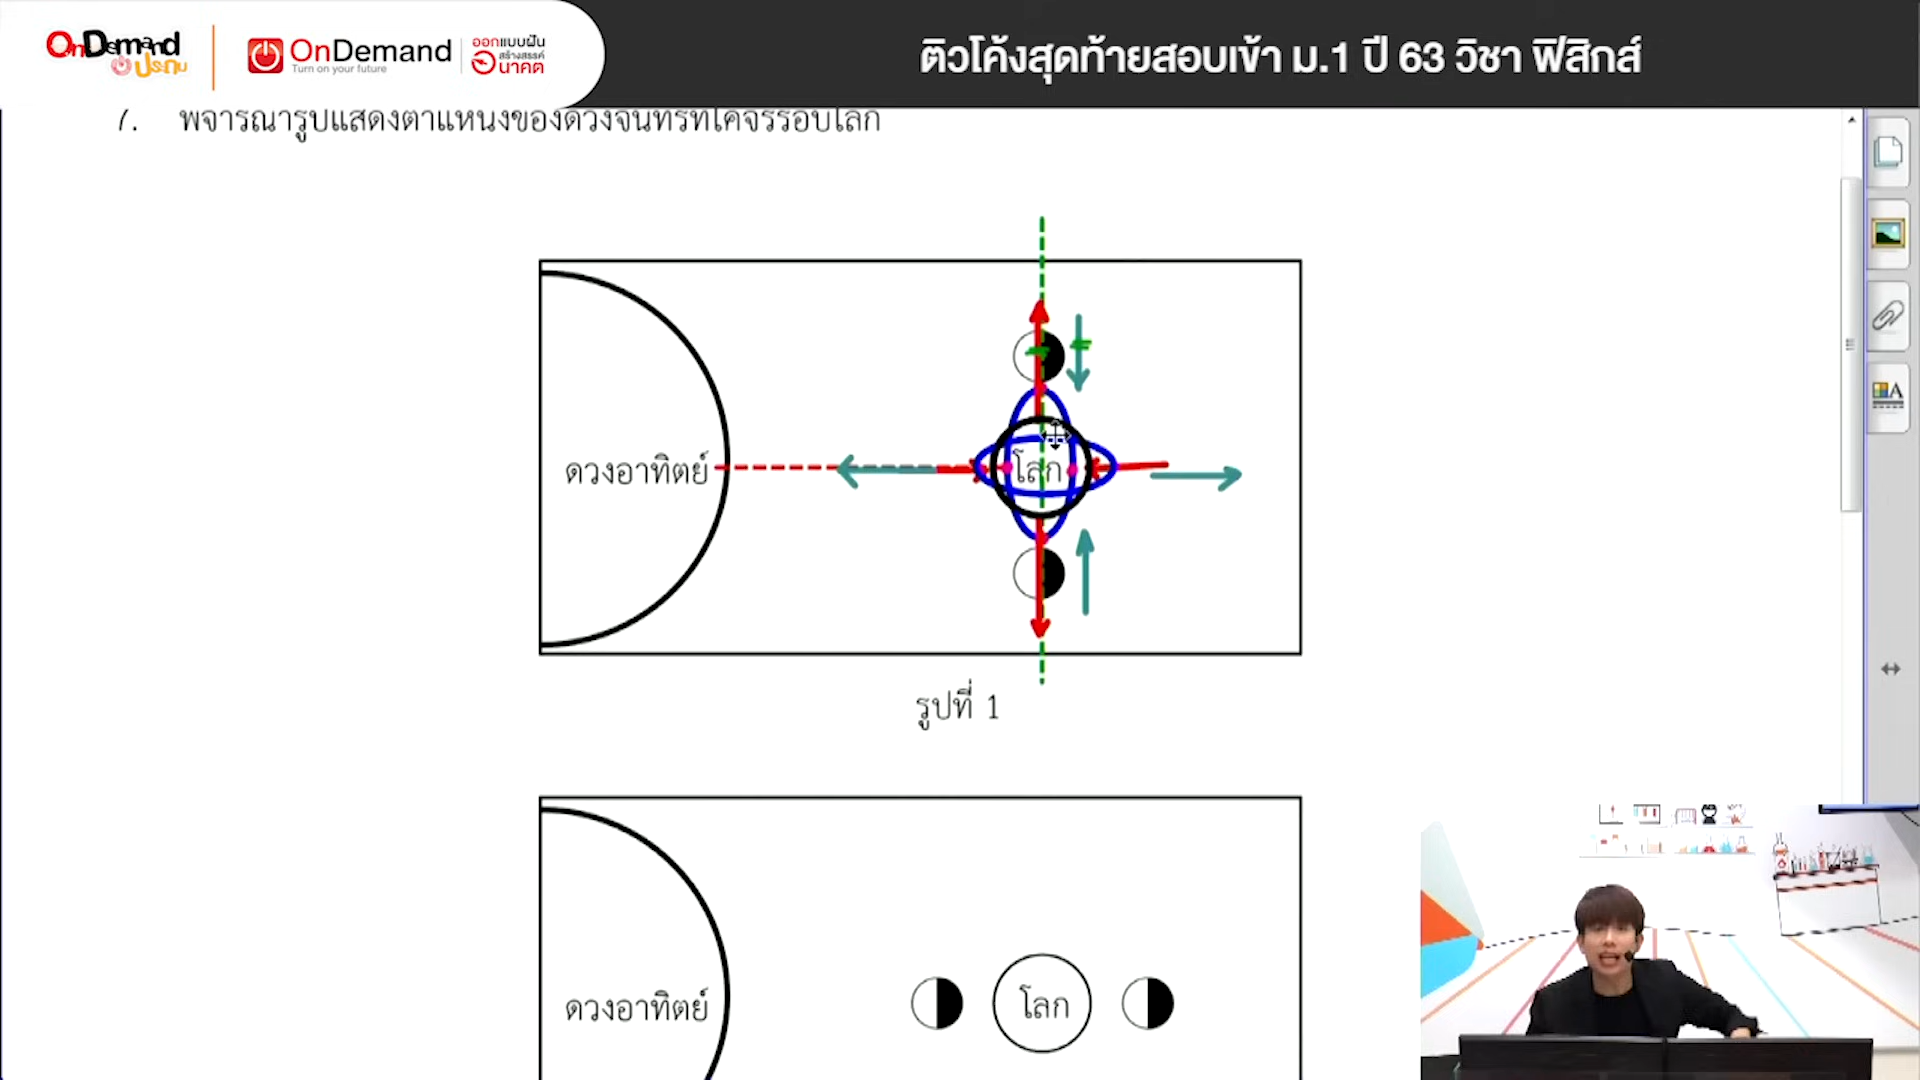 OnDemand
ประถม
OnDemand
Turn on your future
ออกแบบฝัน
สร้างสรรค์
อนาคต
ติวโค้งสุดท้ายสอบเข้า ม.1 ปี 63 วิชา ฟิสิกส์
7. พิจารณารูปแสดงตำแหน่งของดวงจันทร์ที่โคจรรอบโลก
ดวงอาทิตย์
โลก
รูปที่ 1
ดวงอาทิตย์
โลก
A